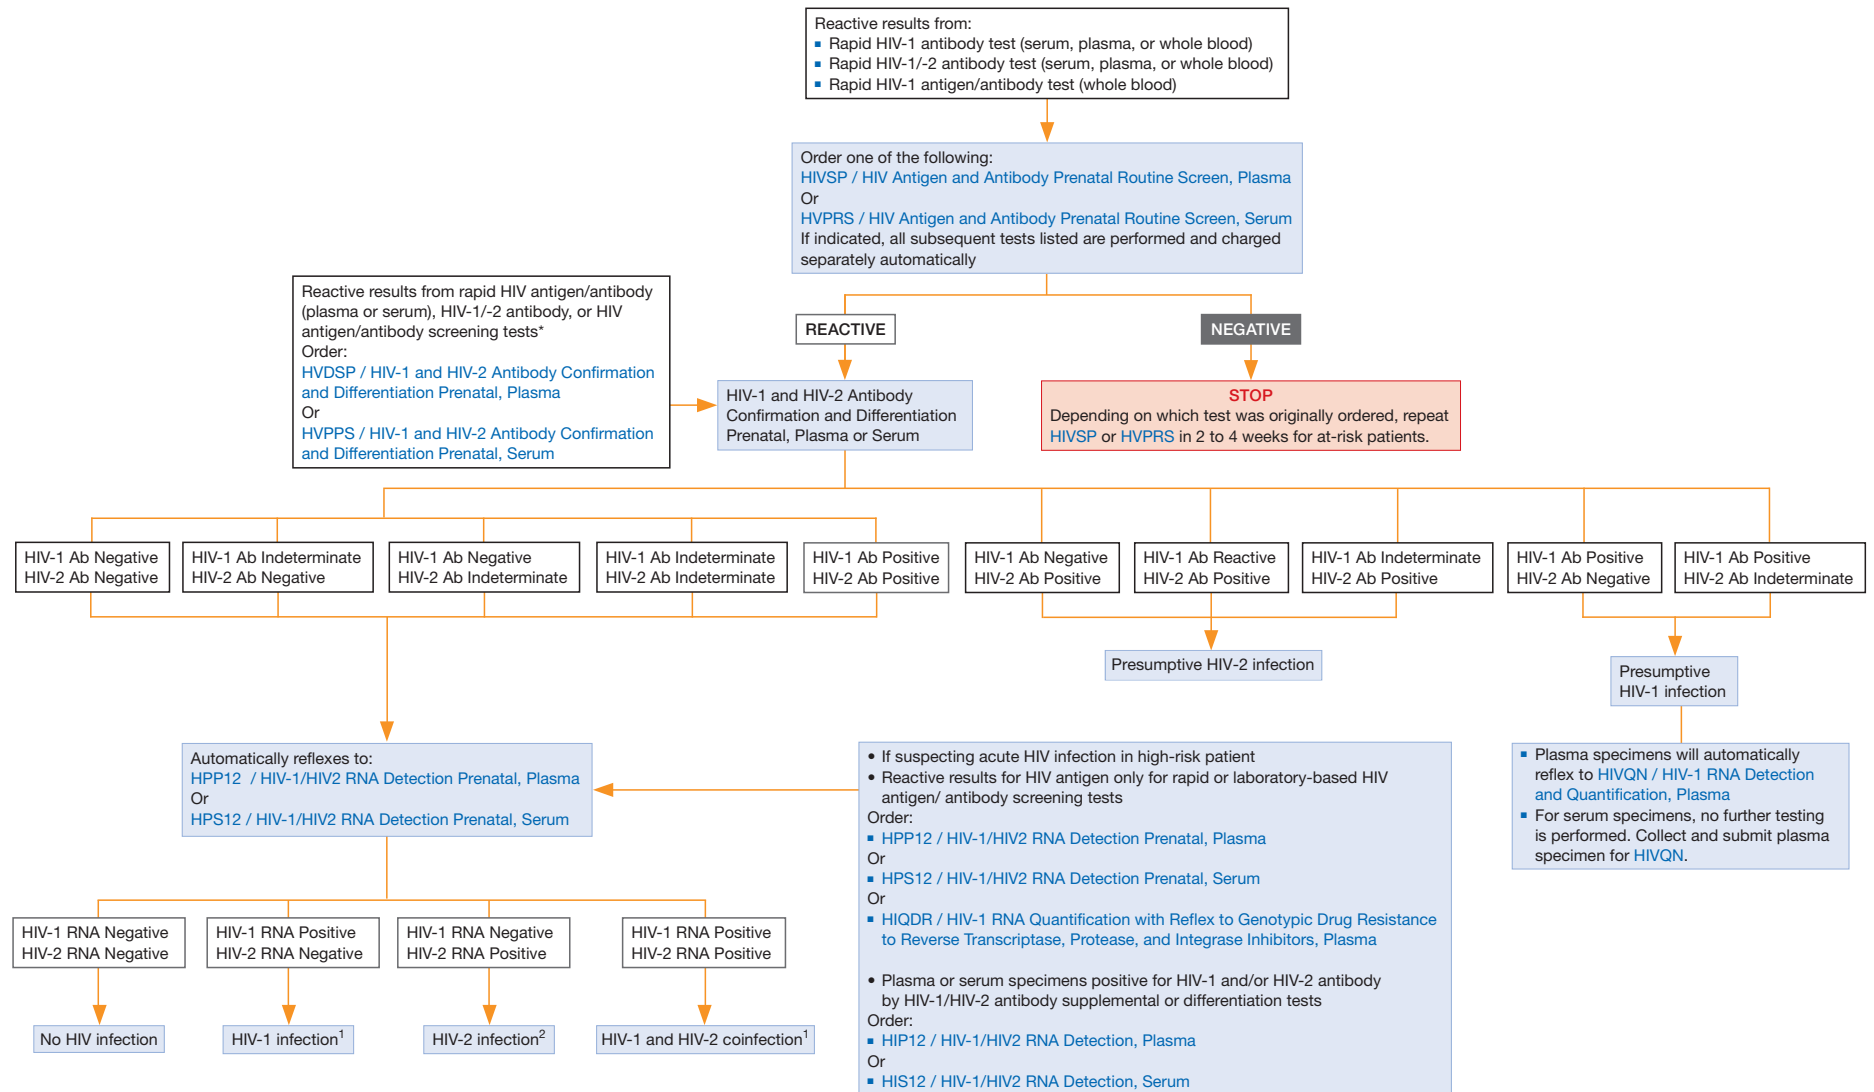 Reactive results from:
▪ Rapid HIV-1 antibody test (serum, plasma, or whole blood)
▪ Rapid HIV-1/-2 antibody test (serum, plasma, or whole blood)
▪ Rapid HIV-1 antigen/antibody test (whole blood)
Order one of the following:
HIVSP / HIV Antigen and Antibody Prenatal Routine Screen, Plasma
Or
HVPRS / HIV Antigen and Antibody Prenatal Routine Screen, Serum
If indicated, all subsequent tests listed are performed and charged
separately automatically
Reactive results from rapid HIV antigen/antibody
(plasma or serum), HIV-1/-2 antibody, or HIV
antigen/antibody screening tests*
Order:
HVDSP / HIV-1 and HIV-2 Antibody Confirmation
and Differentiation Prenatal, Plasma
Or
HVPPS / HIV-1 and HIV-2 Antibody Confirmation
and Differentiation Prenatal, Serum
REACTIVE
NEGATIVE
HIV-1 and HIV-2 Antibody
Confirmation and Differentiation
Prenatal, Plasma or Serum
STOP
Depending on which test was originally ordered, repeat
HIVSP or HVPRS in 2 to 4 weeks for at-risk patients.
HIV-1 Ab Negative
HIV-2 Ab Negative
HIV-1 Ab Indeterminate
HIV-2 Ab Negative
HIV-1 Ab Negative
HIV-2 Ab Indeterminate
HIV-1 Ab Indeterminate
HIV-2 Ab Indeterminate
HIV-1 Ab Positive
HIV-2 Ab Positive
HIV-1 Ab Negative
HIV-2 Ab Positive
HIV-1 Ab Reactive
HIV-2 Ab Positive
HIV-1 Ab Indeterminate
HIV-2 Ab Positive
HIV-1 Ab Positive
HIV-2 Ab Negative
HIV-1 Ab Positive
HIV-2 Ab Indeterminate
Presumptive HIV-2 infection
Presumptive
HIV-1 infection
▪ Plasma specimens will automatically
reflex to HIVQN / HIV-1 RNA Detection
and Quantification, Plasma
▪ For serum specimens, no further testing
is performed. Collect and submit plasma
specimen for HIVQN.
Automatically reflexes to:
HPP12 / HIV-1/HIV2 RNA Detection Prenatal, Plasma
Or
HPS12 / HIV-1/HIV2 RNA Detection Prenatal, Serum
• If suspecting acute HIV infection in high-risk patient
• Reactive results for HIV antigen only for rapid or laboratory-based HIV
antigen/ antibody screening tests
Order:
▪ HPP12 / HIV-1/HIV2 RNA Detection Prenatal, Plasma
Or
▪ HPS12 / HIV-1/HIV2 RNA Detection Prenatal, Serum
Or
▪ HIQDR / HIV-1 RNA Quantification with Reflex to Genotypic Drug Resistance
to Reverse Transcriptase, Protease, and Integrase Inhibitors, Plasma
• Plasma or serum specimens positive for HIV-1 and/or HIV-2 antibody
by HIV-1/HIV-2 antibody supplemental or differentiation tests
Order:
▪ HIP12 / HIV-1/HIV2 RNA Detection, Plasma
Or
▪ HIS12 / HIV-1/HIV2 RNA Detection, Serum
HIV-1 RNA Negative
HIV-2 RNA Negative
HIV-1 RNA Positive
HIV-2 RNA Negative
HIV-1 RNA Negative
HIV-2 RNA Positive
HIV-1 RNA Positive
HIV-2 RNA Positive
No HIV infection
HIV-1 infection¹
HIV-2 infection²
HIV-1 and HIV-2 coinfection¹